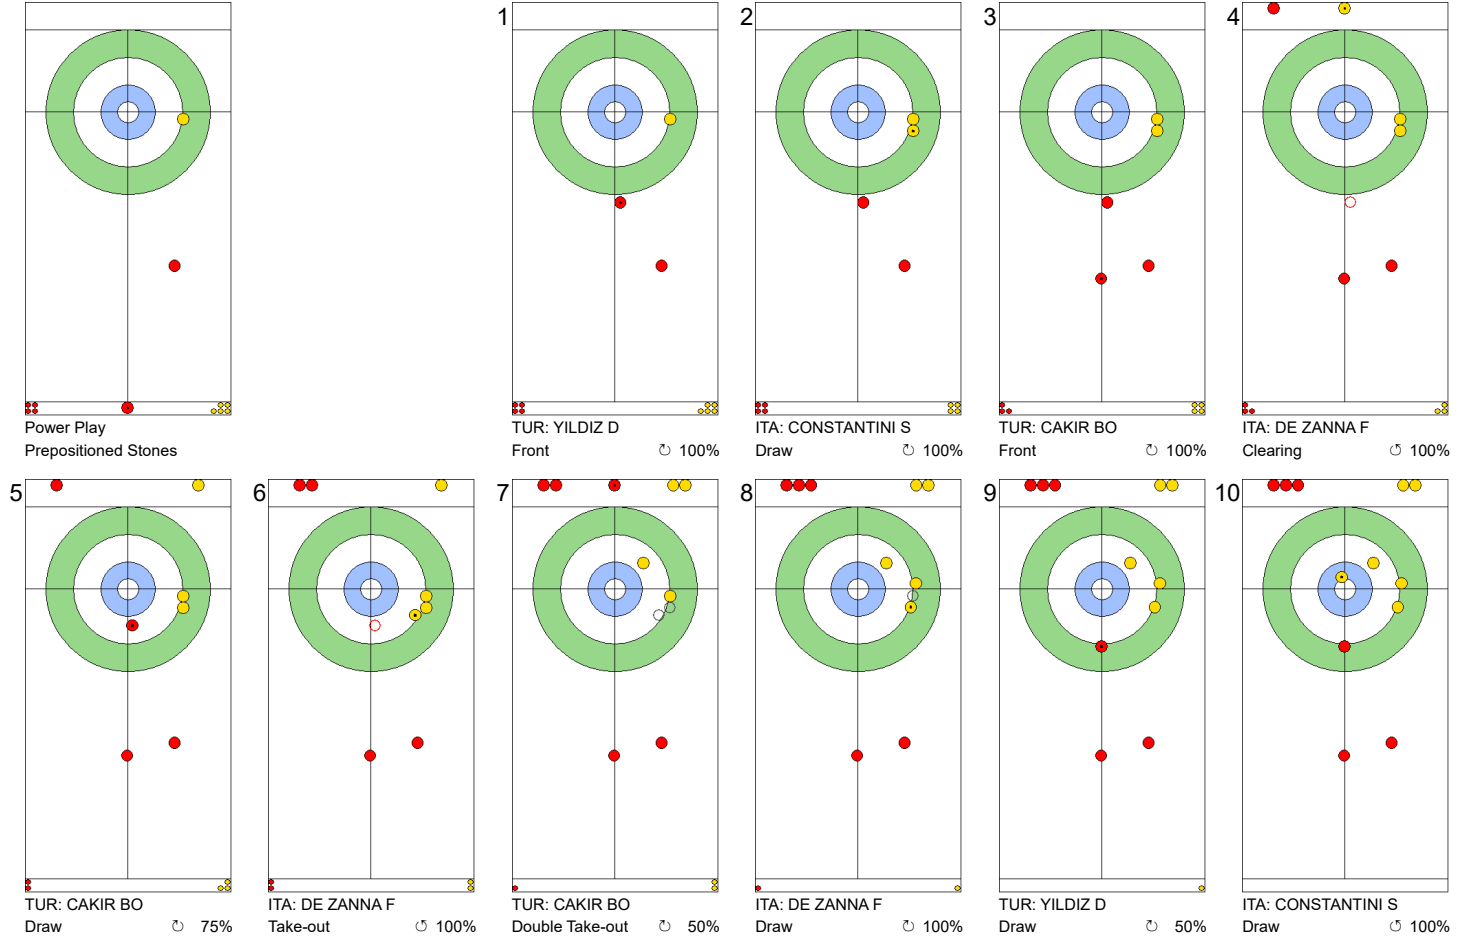 1
2
3
4
Power Play
Prepositioned Stones
TUR: YILDIZ D
Front ↻ 100%
ITA: CONSTANTINI S
Draw ↻ 100%
TUR: CAKIR BO
Front ↻ 100%
ITA: DE ZANNA F
Clearing ↺ 100%
5
6
7
8
9
10
TUR: CAKIR BO
Draw ↻ 75%
ITA: DE ZANNA F
Take-out ↺ 100%
TUR: CAKIR BO
Double Take-out ↻ 50%
ITA: DE ZANNA F
Draw ↻ 100%
TUR: YILDIZ D
Draw ↻ 50%
ITA: CONSTANTINI S
Draw ↺ 100%